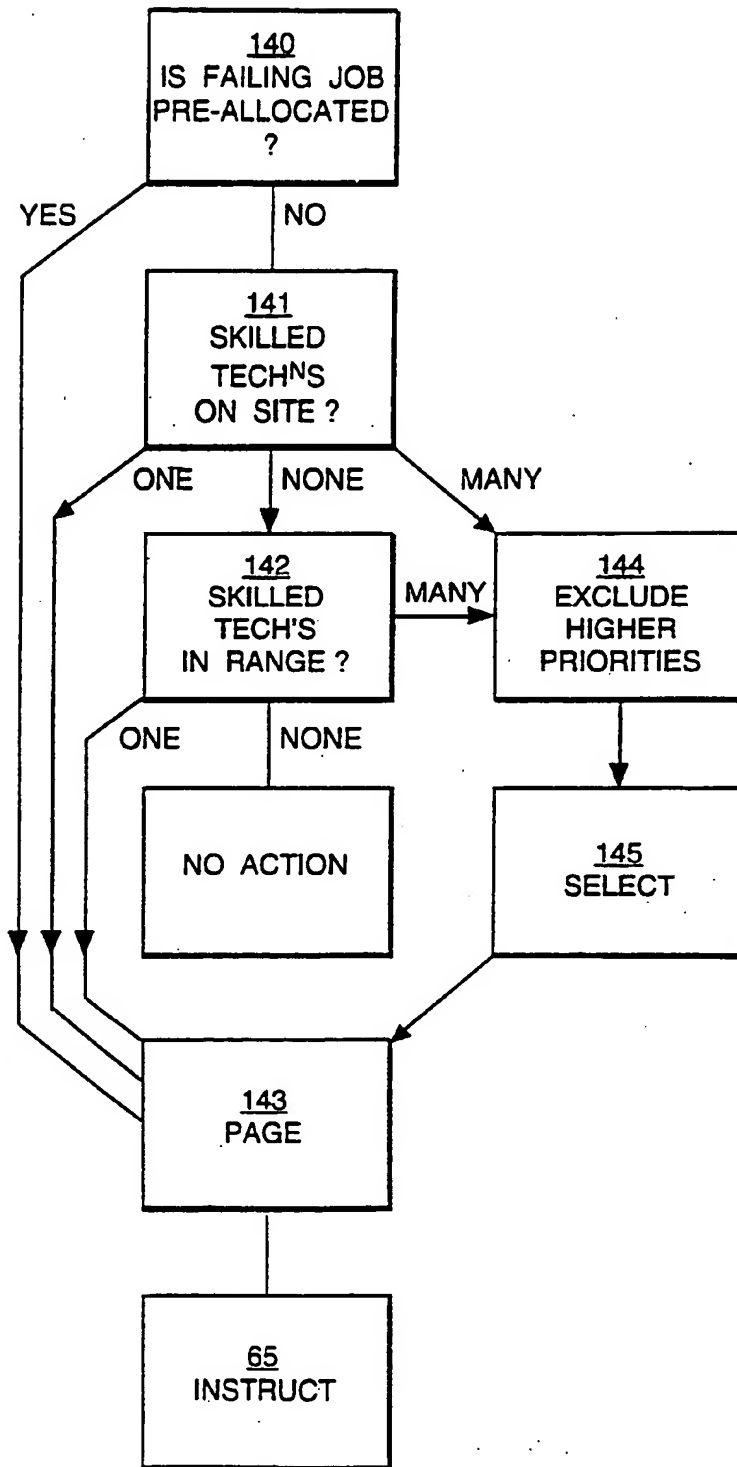 140
IS FAILING JOB
PRE-ALLOCATED
?
YES
NO
141
SKILLED
TECHᴺS
ON SITE ?
ONE
NONE
MANY
142
SKILLED
TECH'S
IN RANGE ?
MANY
144
EXCLUDE
HIGHER
PRIORITIES
ONE
NONE
NO ACTION
145
SELECT
143
PAGE
65
INSTRUCT